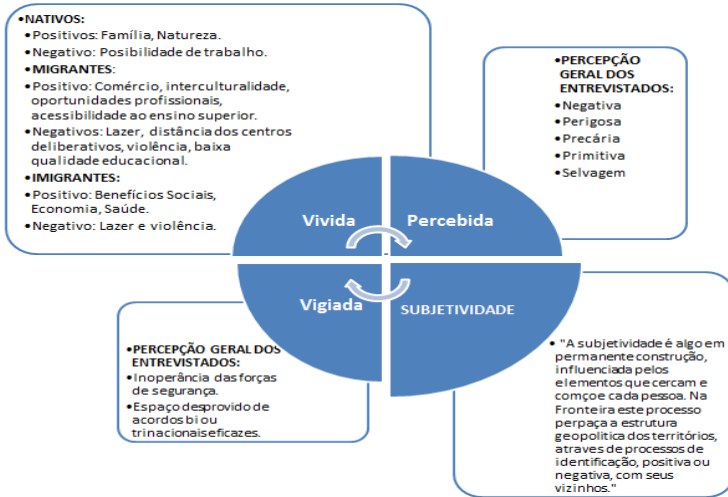 •NATIVOS:
•Positivos: Família, Natureza.
•Negativo: Posibilidade de trabalho.
•MIGRANTES:
•Positivo: Comércio, interculturalidade,
oportunidades profissionais,
acessibilidade ao ensino superior.
•Negativos: Lazer, distância dos centros
deliberativos, violência, baixa
qualidade educacional.
•IMIGRANTES:
•Positivo: Benefícios Sociais,
Economia, Saúde.
•Negativo: Lazer e violência.
•PERCEPÇÃO
GERAL DOS
ENTREVISTADOS:
•Negativa
•Perigosa
•Precária
•Primitiva
•Selvagem
Vivida
Percebida
Vigiada
SUBJETIVIDADE
•PERCEPÇÃO GERAL DOS
ENTREVISTADOS:
•Inoperância das forças
de segurança.
•Espaço desprovido de
acordos bi ou
trinacionais eficazes.
• "A subjetividade é algo em
permanente construção,
influenciada pelos
elementos que cercam e
comçoe cada pessoa. Na
Fronteira este processo
perpaça a estrutura
geopolitica dos territórios,
atraves de processos de
identificação, positiva ou
negativa, com seus
vizinhos."